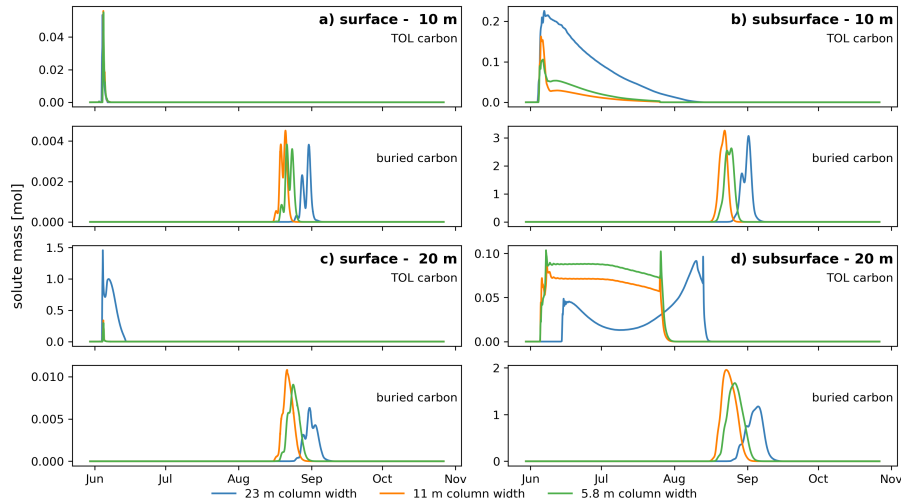 a) surface - 10 m
TOL carbon
0.04
0.02
0.00
b) subsurface - 10 m
TOL carbon
0.2
0.1
0.0
buried carbon
0.004
0.002
0.000
buried carbon
3
2
1
0
solute mass [mol]
c) surface - 20 m
TOL carbon
1.5
1.0
0.5
0.0
d) subsurface - 20 m
TOL carbon
0.10
0.05
0.00
buried carbon
0.010
0.005
0.000
Jun Jul Aug Sep Oct Nov
buried carbon
2
1
0
Jun Jul Aug Sep Oct Nov
23 m column width 11 m column width 5.8 m column width